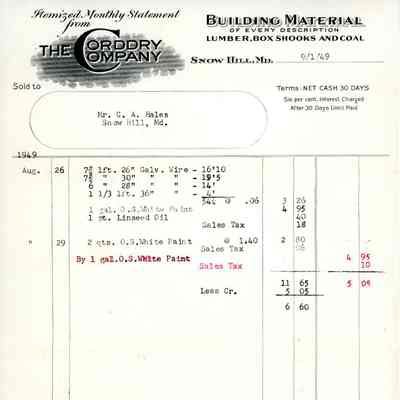 Itemized Monthly Statement
from
THE CORDDRY
COMPANY
BUILDING MATERIAL
OF EVERY DESCRIPTION
LUMBER, BOX SHOOKS AND COAL
SNOW HILL, MD. 9/1/49
Sold to
Terms - NET CASH 30 DAYS
Six per cent. Interest Charged
After 30 Days Until Paid
Mr. G. A. Hales
Snow Hill, Md.
1949
Aug. 26 7½ lft. 26" Galv. Wire - 16'10
7½ " 30" " " - 19'5
6 " 28" " " - 14'
1 1/3 lft. 36" " - 4'
54¼ @ .06 3 26
1 gal. O.S.White Paint 4 95
1 pt. Linseed Oil 40
Sales Tax 18
" 29 2 qts. O.S.White Paint @ 1.40 2 80
Sales Tax 06
By 1 gal.O.S.White Paint 4 95
Sales Tax 10
11 65 5 05
Less Cr. 5 05
6 60